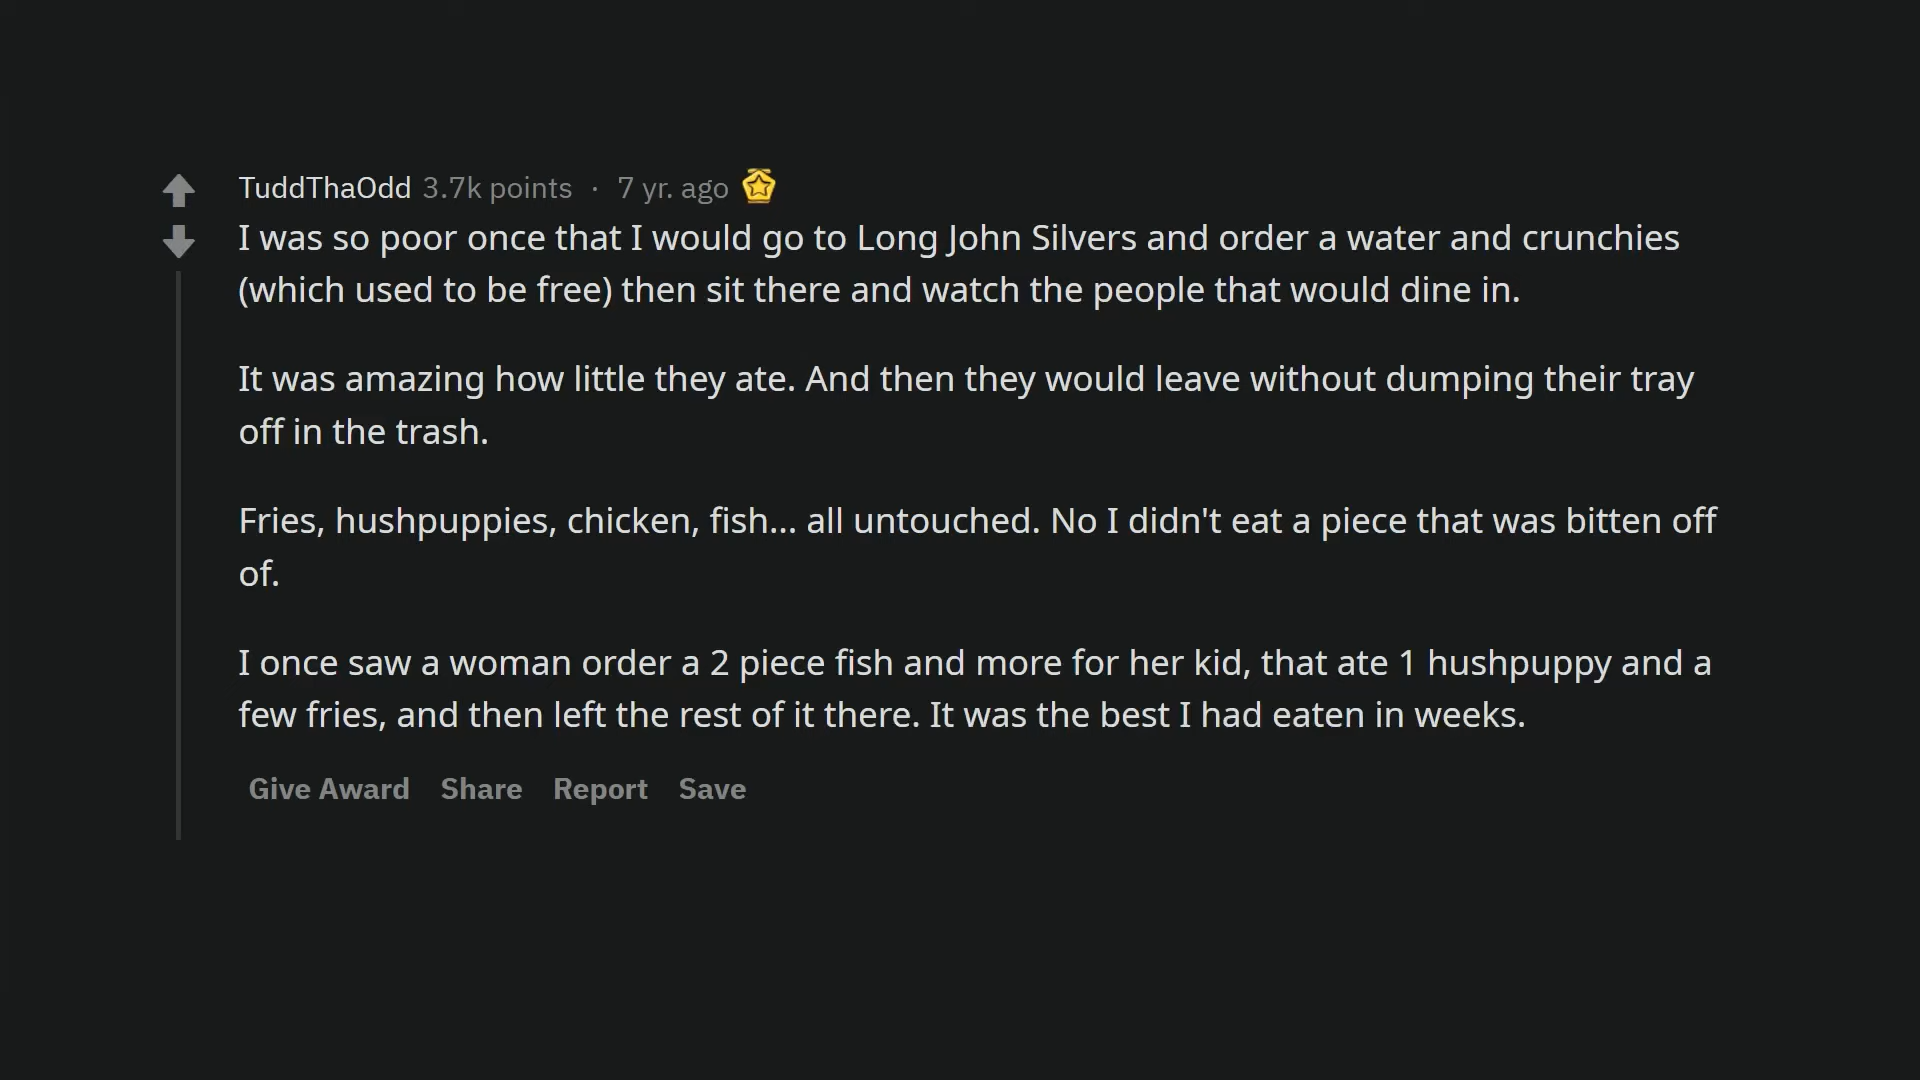 TuddThaOdd 3.7k points · 7 yr. ago
I was so poor once that I would go to Long John Silvers and order a water and crunchies
(which used to be free) then sit there and watch the people that would dine in.
It was amazing how little they ate. And then they would leave without dumping their tray
off in the trash.
Fries, hushpuppies, chicken, fish... all untouched. No I didn't eat a piece that was bitten off
of.
I once saw a woman order a 2 piece fish and more for her kid, that ate 1 hushpuppy and a
few fries, and then left the rest of it there. It was the best I had eaten in weeks.
Give Award Share Report Save